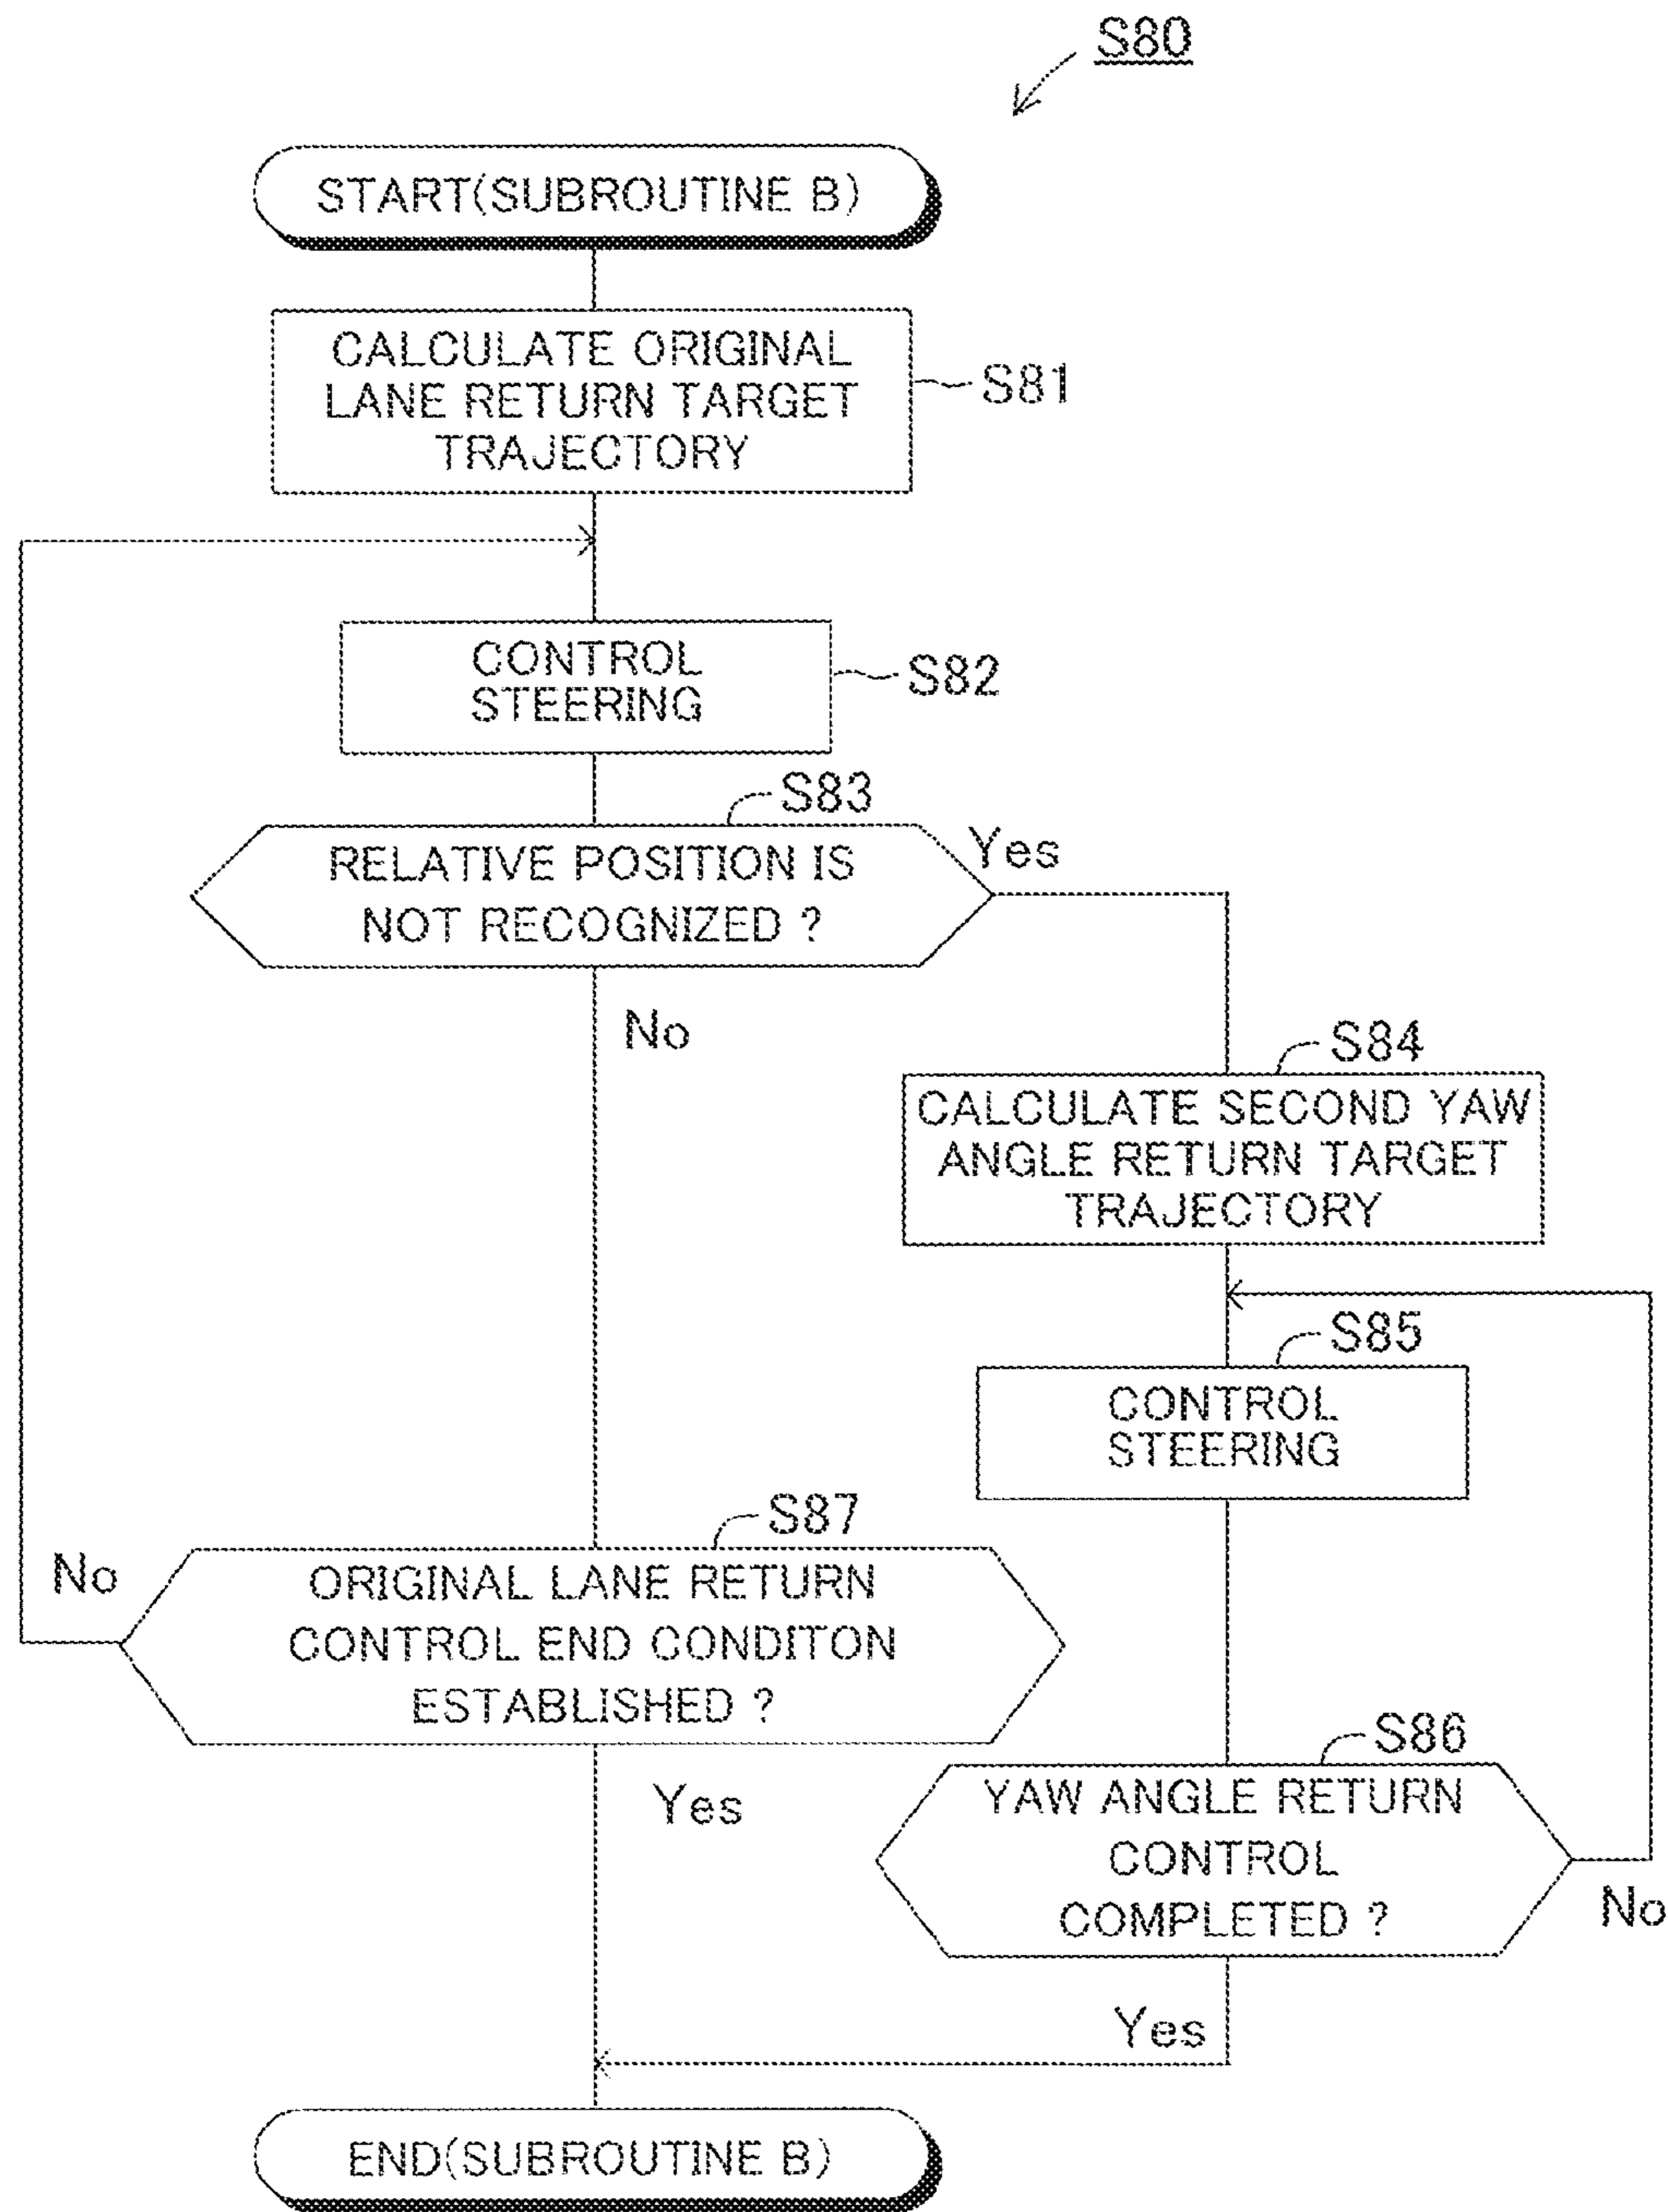 S80
START(SUBROUTINE B)
CALCULATE ORIGINAL
LANE RETURN TARGET
TRAJECTORY
S81
CONTROL
STEERING
S82
S83
RELATIVE POSITION IS
NOT RECOGNIZED ?
Yes
No
S84
CALCULATE SECOND YAW
ANGLE RETURN TARGET
TRAJECTORY
S85
CONTROL
STEERING
S87
No
ORIGINAL LANE RETURN
CONTROL END CONDITON
ESTABLISHED ?
Yes
S86
YAW ANGLE RETURN
CONTROL
COMPLETED ?
No
Yes
END(SUBROUTINE B)